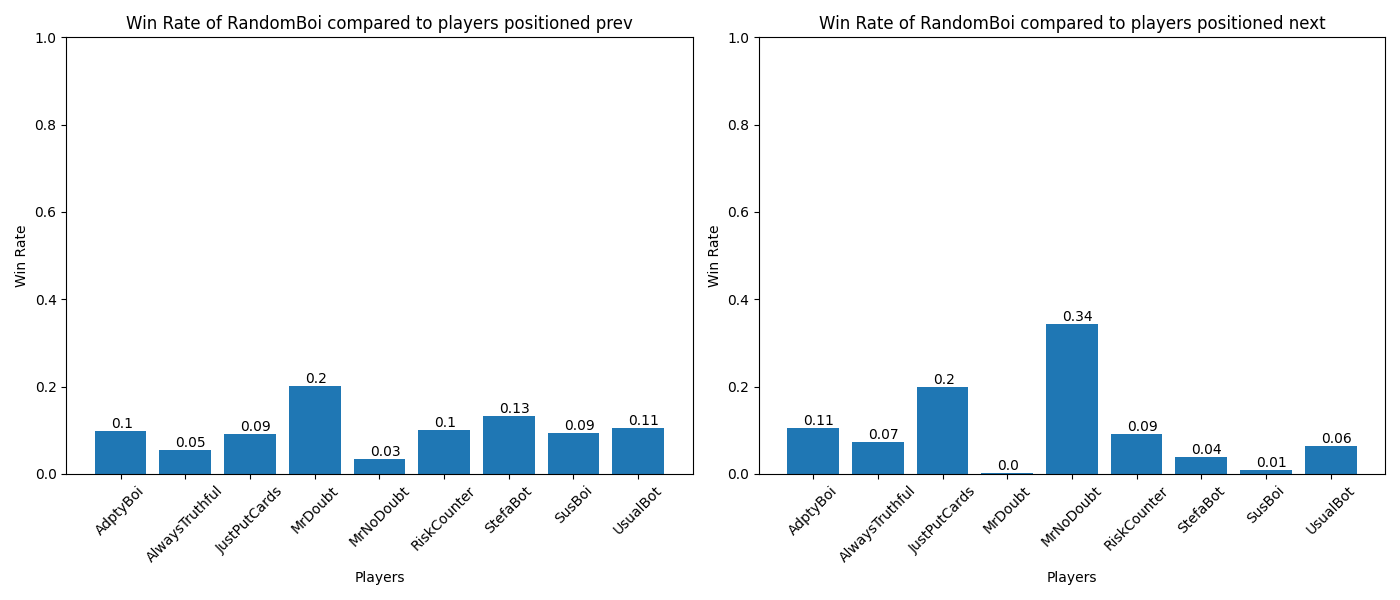 Win Rate of RandomBoi compared to players positioned prev
1.0
0.8
0.6
0.4
0.2
0.0
Win Rate
0.1
0.05
0.09
0.2
0.03
0.1
0.13
0.09
0.11
AdptyBoi
AlwaysTruthful
JustPutCards
MrDoubt
MrNoDoubt
RiskCounter
StefaBot
SusBoi
UsualBot
Players
Win Rate of RandomBoi compared to players positioned next
1.0
0.8
0.6
0.4
0.2
0.0
Win Rate
0.11
0.07
0.2
0.0
0.34
0.09
0.04
0.01
0.06
AdptyBoi
AlwaysTruthful
JustPutCards
MrDoubt
MrNoDoubt
RiskCounter
StefaBot
SusBoi
UsualBot
Players